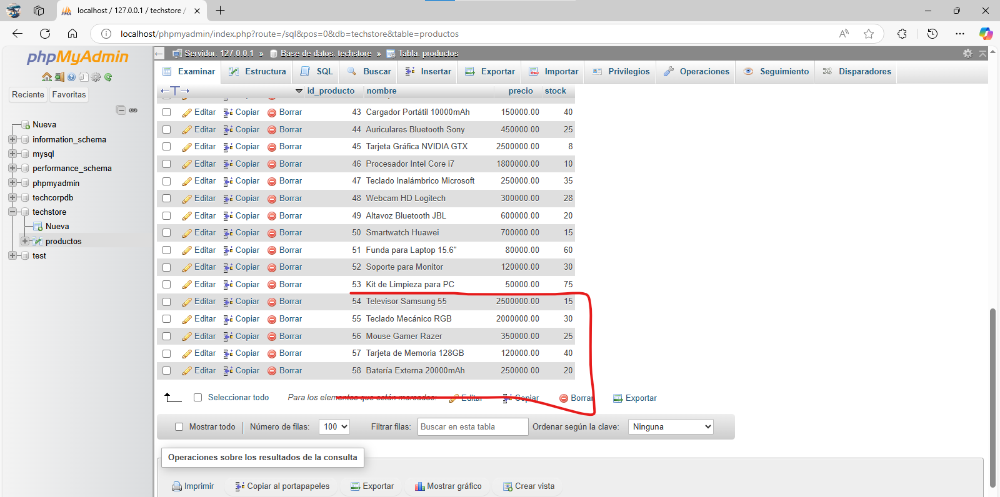 localhost / 127.0.0.1 / techstore /
localhost/phpmyadmin/index.php?route=/sql&pos=0&db=techstore&table=productos
phpMyAdmin
Reciente Favoritas
Nueva
information_schema
mysql
performance_schema
phpmyadmin
techcorpdb
techstore
Nueva
productos
test
Servidor: 127.0.0.1 » Base de datos: techstore » Tabla: productos
Examinar Estructura SQL Buscar Insertar Exportar Importar Privilegios Operaciones Seguimiento Disparadores
id_producto nombre precio stock
Editar Copiar Borrar 43 Cargador Portátil 10000mAh 150000.00 40
Editar Copiar Borrar 44 Auriculares Bluetooth Sony 450000.00 25
Editar Copiar Borrar 45 Tarjeta Gráfica NVIDIA GTX 2500000.00 8
Editar Copiar Borrar 46 Procesador Intel Core i7 1800000.00 10
Editar Copiar Borrar 47 Teclado Inalámbrico Microsoft 250000.00 35
Editar Copiar Borrar 48 Webcam HD Logitech 300000.00 28
Editar Copiar Borrar 49 Altavoz Bluetooth JBL 600000.00 20
Editar Copiar Borrar 50 Smartwatch Huawei 700000.00 15
Editar Copiar Borrar 51 Funda para Laptop 15.6" 80000.00 60
Editar Copiar Borrar 52 Soporte para Monitor 120000.00 30
Editar Copiar Borrar 53 Kit de Limpieza para PC 50000.00 75
Editar Copiar Borrar 54 Televisor Samsung 55 2500000.00 15
Editar Copiar Borrar 55 Teclado Mecánico RGB 2000000.00 30
Editar Copiar Borrar 56 Mouse Gamer Razer 350000.00 25
Editar Copiar Borrar 57 Tarjeta de Memoria 128GB 120000.00 40
Editar Copiar Borrar 58 Batería Externa 20000mAh 250000.00 20
Seleccionar todo Para los elementos que están marcados: Editar Copiar Borrar Exportar
Mostrar todo Número de filas: 100 Filtrar filas: Buscar en esta tabla Ordenar según la clave: Ninguna
Operaciones sobre los resultados de la consulta
Imprimir Copiar al portapapeles Exportar Mostrar gráfico Crear vista